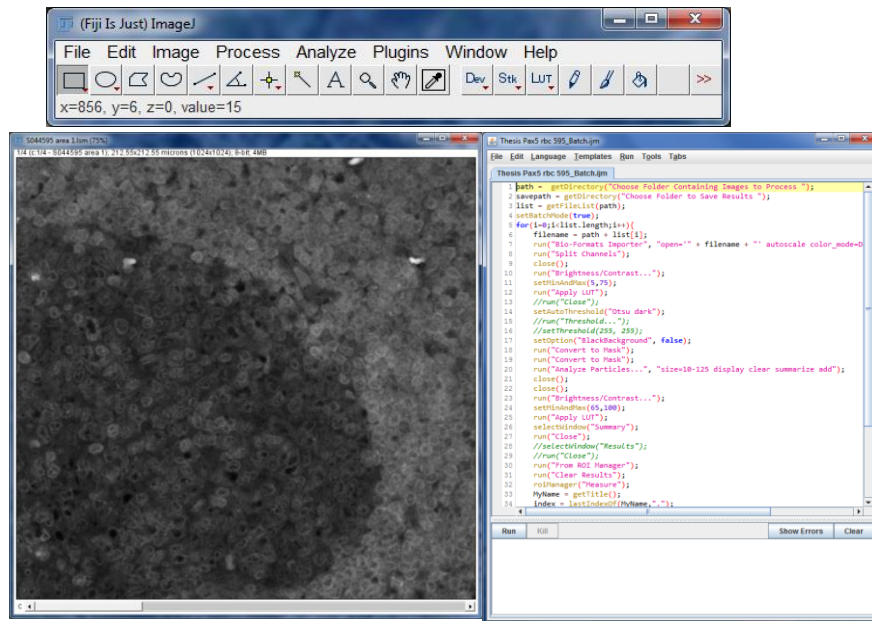 (Fiji Is Just) ImageJ
File Edit Image Process Analyze Plugins Window Help
A Dev Stk LUT >>
x=856, y=6, z=0, value=15
S044595 area 1.lsm (75%)
1/4 (c:1/4 - S044595 area 1); 212.55x212.55 microns (1024x1024); 8-bit; 4MB
c
Thesis Pax5 rbc 595_Batch.ijm
File Edit Language Templates Run Tools Tabs
Thesis Pax5 rbc 595_Batch.ijm
1 path = getDirectory("Choose Folder Containing Images to Process ");
2 savepath = getDirectory("Choose Folder to Save Results ");
3 list = getFileList(path);
4 setBatchMode(true);
5 for(i=0;i<list.length;i++){
6 filename = path + list[i];
7 run("Bio-Formats Importer", "open='" + filename + "' autoscale color_mode=D
8 run("Split Channels");
9 close();
10 run("Brightness/Contrast...");
11 setMinAndMax(5,75);
12 run("Apply LUT");
13 //run("Close");
14 setAutoThreshold("Otsu dark");
15 //run("Threshold...");
16 //setThreshold(255, 255);
17 setOption("BlackBackground", false);
18 run("Convert to Mask");
19 run("Convert to Mask");
20 run("Analyze Particles...", "size=10-125 display clear summarize add");
21 close();
22 close();
23 run("Brightness/Contrast...");
24 setMinAndMax(65,100);
25 run("Apply LUT");
26 selectWindow("Summary");
27 run("Close");
28 //selectWindow("Results");
29 //run("Close");
30 run("From ROI Manager");
31 run("Clear Results");
32 roiManager("Measure");
33 MyName = getTitle();
34 index = lastIndexOf(MyName,".");
Run Kill Show Errors Clear